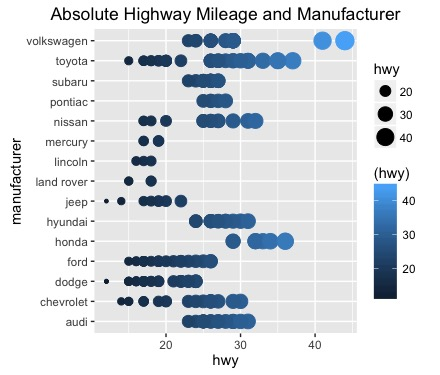 Absolute Highway Mileage and Manufacturer
manufacturer
volkswagen
toyota
subaru
pontiac
nissan
mercury
lincoln
land rover
jeep
hyundai
honda
ford
dodge
chevrolet
audi
20 30 40
hwy
hwy
20
30
40
(hwy)
40
30
20